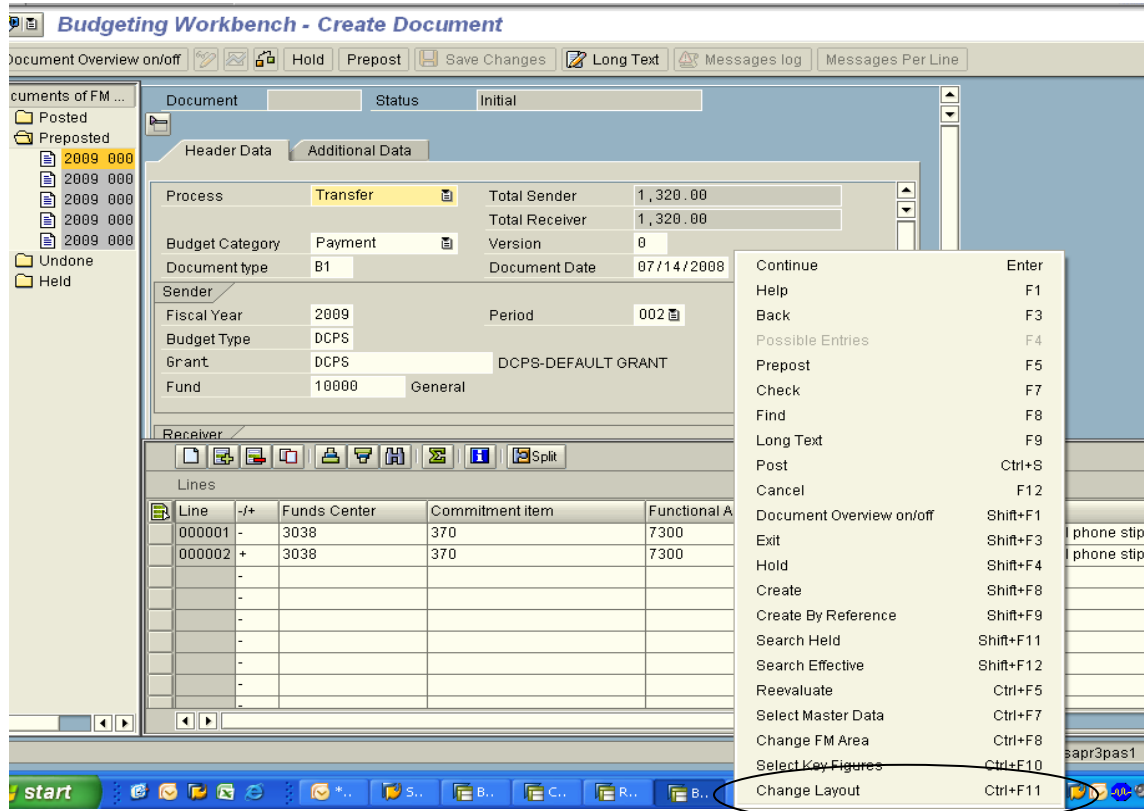 Budgeting Workbench - Create Document
Document Overview on/off Hold Prepost Save Changes Long Text Messages log Messages Per Line
cuments of FM ...
Posted
Preposted
2009 000
2009 000
2009 000
2009 000
2009 000
Undone
Held
Document Status Initial
Header Data Additional Data
Process Transfer Total Sender 1,320.00
Total Receiver 1,320.00
Budget Category Payment Version 0
Document type B1 Document Date 07/14/2008
Sender
Fiscal Year 2009 Period 002
Budget Type DCPS
Grant DCPS DCPS-DEFAULT GRANT
Fund 10000 General
Receiver
Split
Lines
Line -/+ Funds Center Commitment item Functional A
000001 - 3038 370 7300 l phone stip
000002 + 3038 370 7300 l phone stip
-
-
-
-
-
-
-
Continue Enter
Help F1
Back F3
Possible Entries F4
Prepost F5
Check F7
Find F8
Long Text F9
Post Ctrl+S
Cancel F12
Document Overview on/off Shift+F1
Exit Shift+F3
Hold Shift+F4
Create Shift+F8
Create By Reference Shift+F9
Search Held Shift+F11
Search Effective Shift+F12
Reevaluate Ctrl+F5
Select Master Data Ctrl+F7
Change FM Area Ctrl+F8
Select Key Figures Ctrl+F10
Change Layout Ctrl+F11
sapr3pas1
start *.. S.. B.. C.. R.. B..